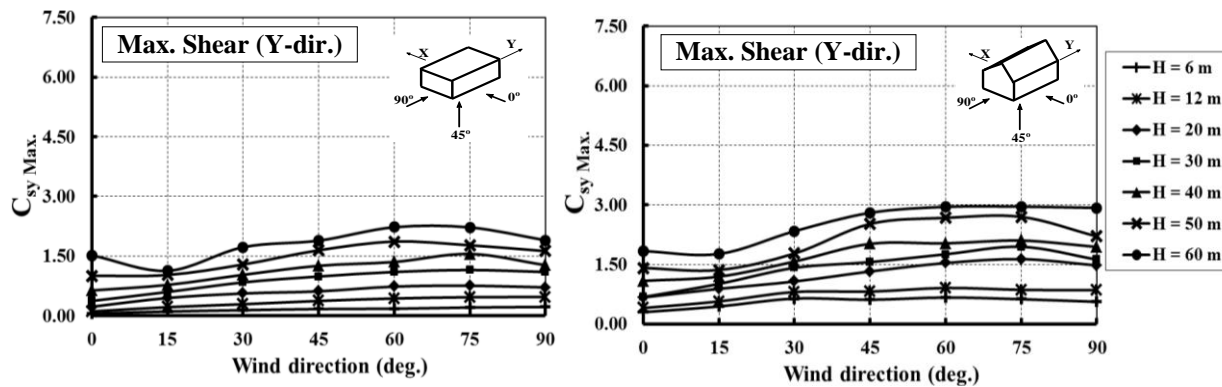 Max. Shear (Y-dir.)
X
Y
90°
0°
45°
C_sy Max.
7.50
6.00
4.50
3.00
1.50
0.00
0 15 30 45 60 75 90
Wind direction (deg.)
Max. Shear (Y-dir.)
X
Y
90°
0°
45°
C_sy Max.
7.50
6.00
4.50
3.00
1.50
0.00
0 15 30 45 60 75 90
Wind direction (deg.)
H = 6 m
H = 12 m
H = 20 m
H = 30 m
H = 40 m
H = 50 m
H = 60 m